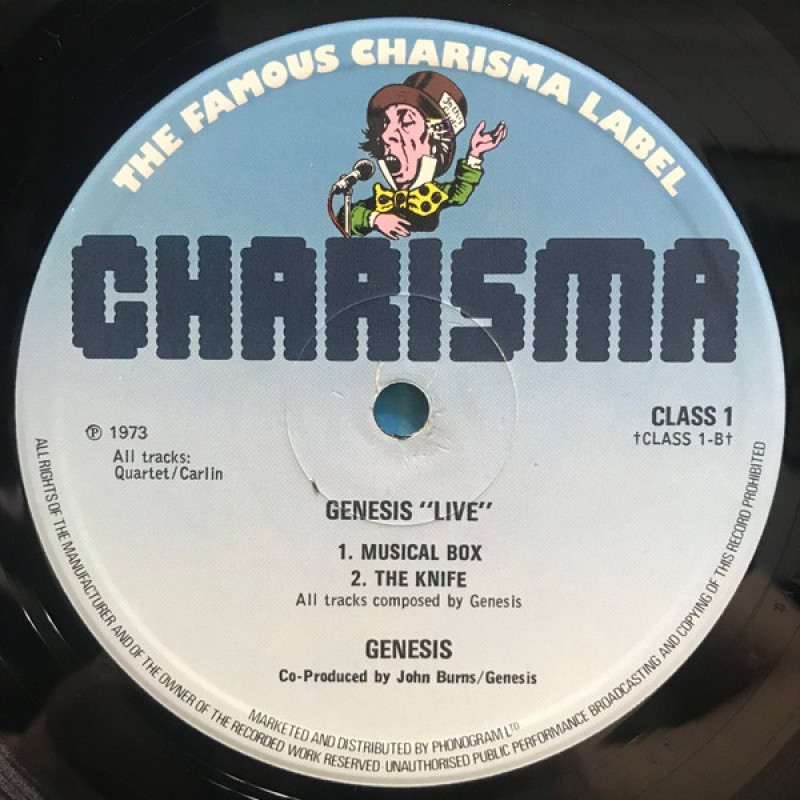 THE FAMOUS CHARISMA LABEL
CHARISMA
℗ 1973
All tracks:
Quartet/Carlin
CLASS 1
†CLASS 1-B†
GENESIS "LIVE"
1. MUSICAL BOX
2. THE KNIFE
All tracks composed by Genesis
GENESIS
Co-Produced by John Burns/Genesis
MARKETED AND DISTRIBUTED BY PHONOGRAM LTD
ALL RIGHTS OF THE MANUFACTURER AND OF THE OWNER OF THE RECORDED WORK RESERVED·UNAUTHORISED PUBLIC PERFORMANCE BROADCASTING AND COPYING OF THIS RECORD PROHIBITED